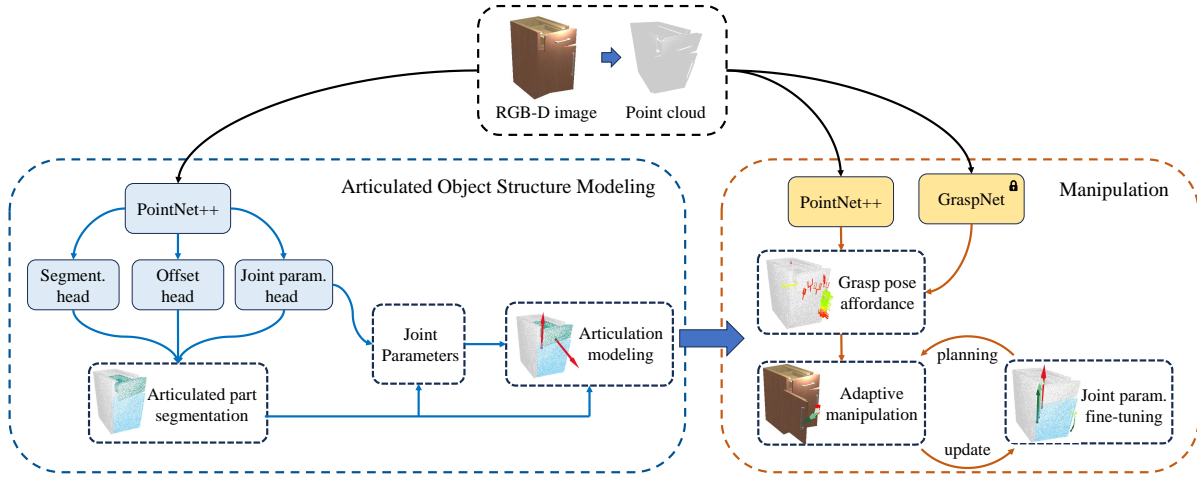 RGB-D image
Point cloud
Articulated Object Structure Modeling
PointNet++
Segment.
head
Offset
head
Joint param.
head
Joint
Parameters
Articulation
modeling
Articulated part
segmentation
Manipulation
PointNet++
GraspNet
Grasp pose
affordance
planning
Adaptive
manipulation
Joint param.
fine-tuning
update